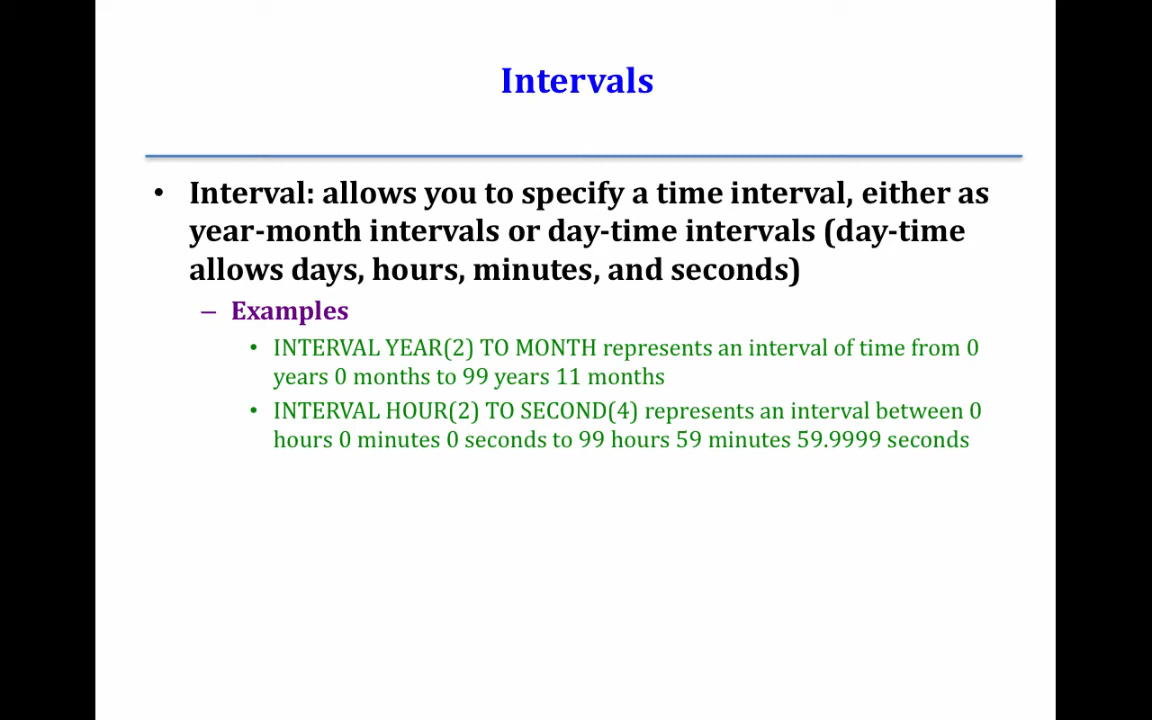 Intervals
• Interval: allows you to specify a time interval, either as
year-month intervals or day-time intervals (day-time
allows days, hours, minutes, and seconds)
– Examples
• INTERVAL YEAR(2) TO MONTH represents an interval of time from 0
years 0 months to 99 years 11 months
• INTERVAL HOUR(2) TO SECOND(4) represents an interval between 0
hours 0 minutes 0 seconds to 99 hours 59 minutes 59.9999 seconds